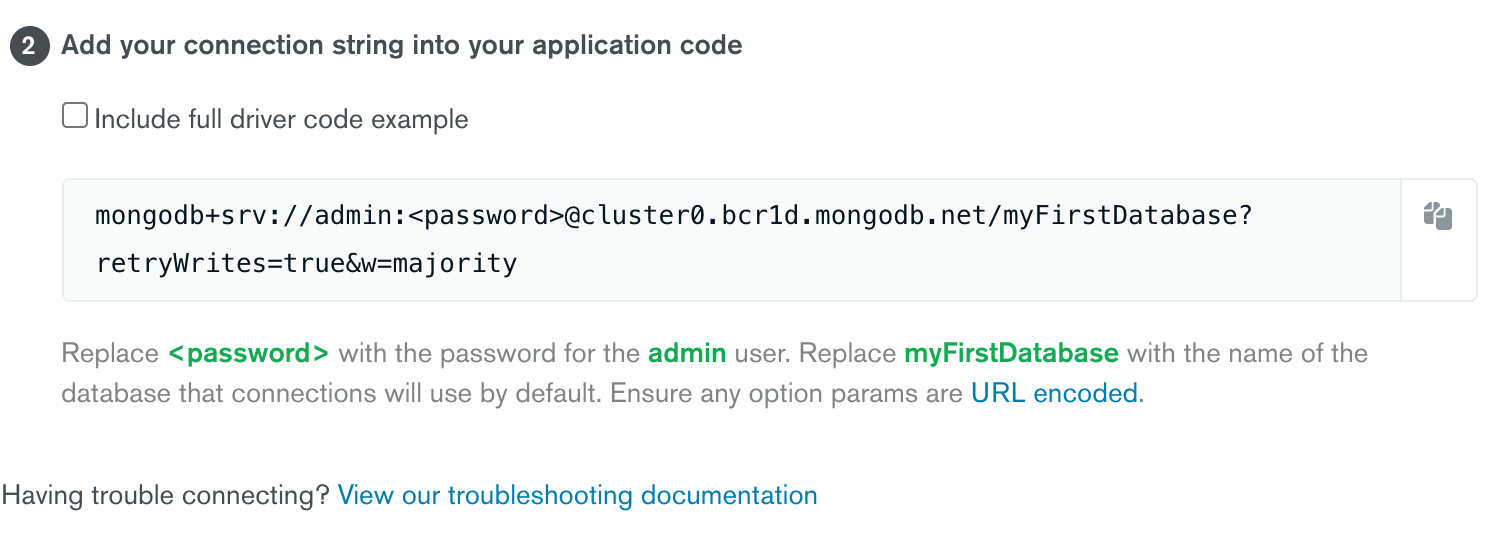 2 Add your connection string into your application code
Include full driver code example
mongodb+srv://admin:<password>@cluster0.bcr1d.mongodb.net/myFirstDatabase?
retryWrites=true&w=majority
Replace <password> with the password for the admin user. Replace myFirstDatabase with the name of the
database that connections will use by default. Ensure any option params are URL encoded.
Having trouble connecting? View our troubleshooting documentation